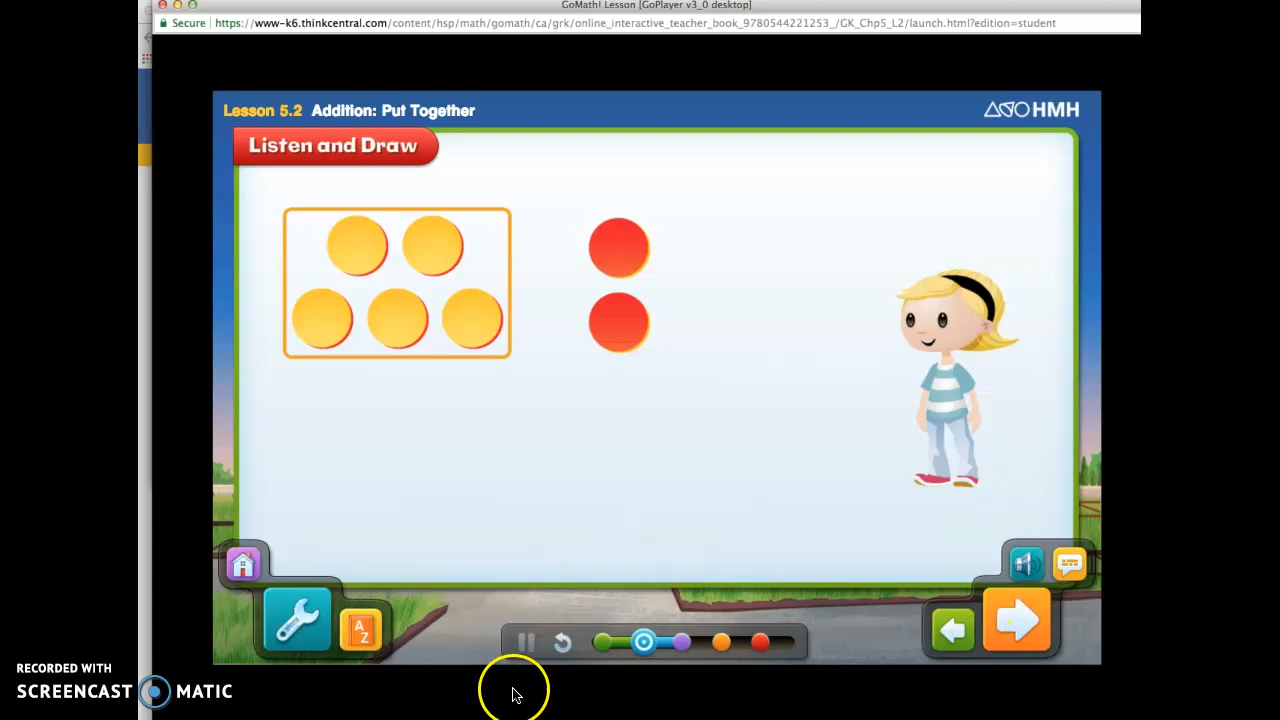 GoMath! Lesson [GoPlayer v3_0 desktop]
Secure https://www-k6.thinkcentral.com/content/hsp/math/gomath/ca/grk/online_interactive_teacher_book_9780544221253_/GK_Chp5_L2/launch.html?edition=student
Lesson 5.2 Addition: Put Together
HMH
Listen and Draw
A
Z
RECORDED WITH
SCREENCAST MATIC